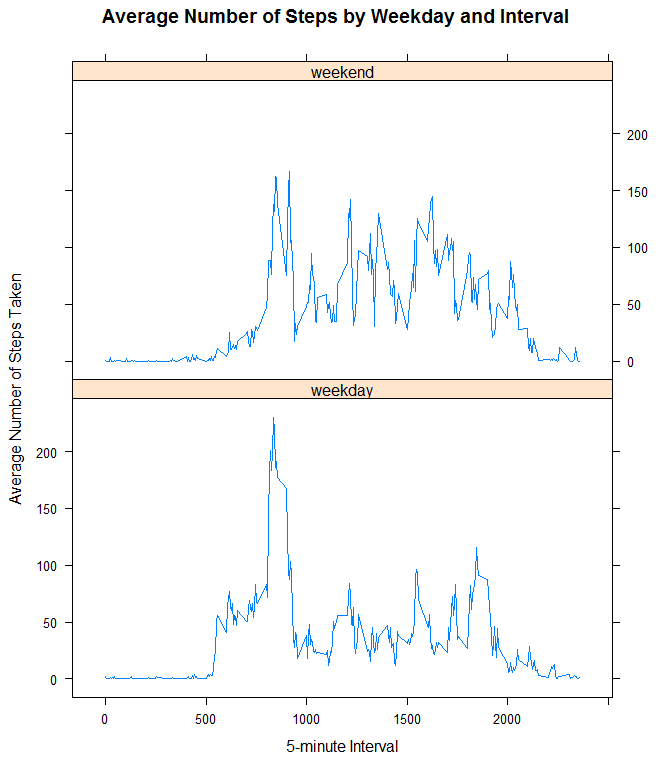 Average Number of Steps by Weekday and Interval
weekend
200
150
100
50
0
weekday
200
150
100
50
0
Average Number of Steps Taken
0 500 1000 1500 2000
5-minute Interval